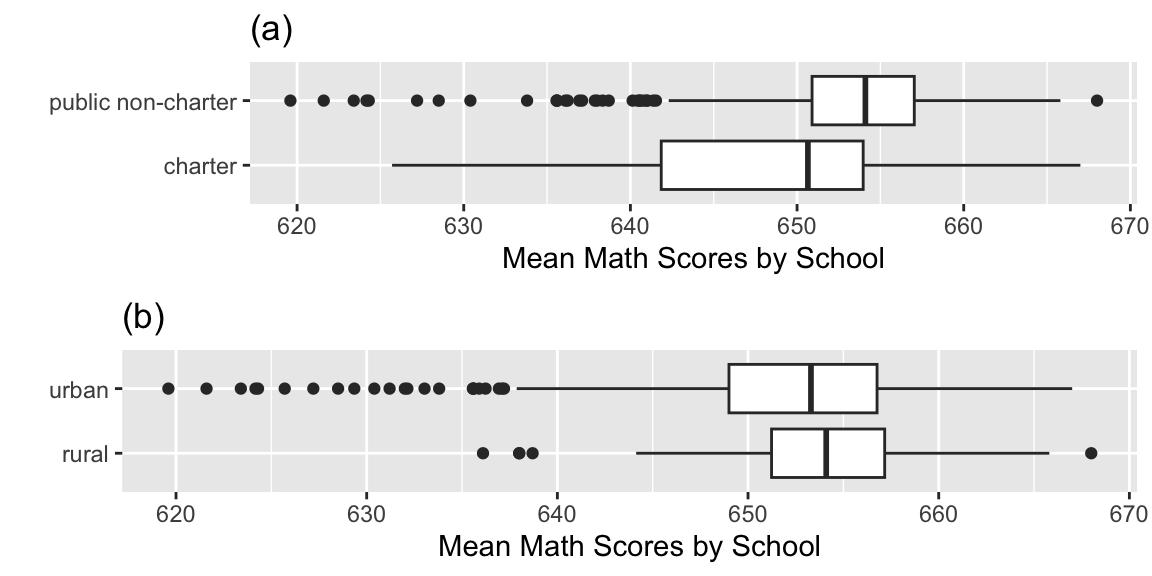 (a)
public non-charter
charter
620 630 640 650 660 670
Mean Math Scores by School
(b)
urban
rural
620 630 640 650 660 670
Mean Math Scores by School